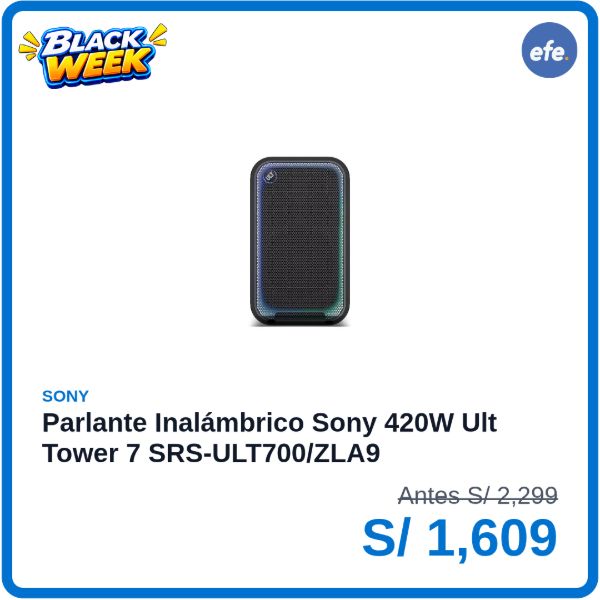 BLACK
WEEK
efe.
SONY
Parlante Inalámbrico Sony 420W Ult
Tower 7 SRS-ULT700/ZLA9
Antes S/ 2,299
S/ 1,609